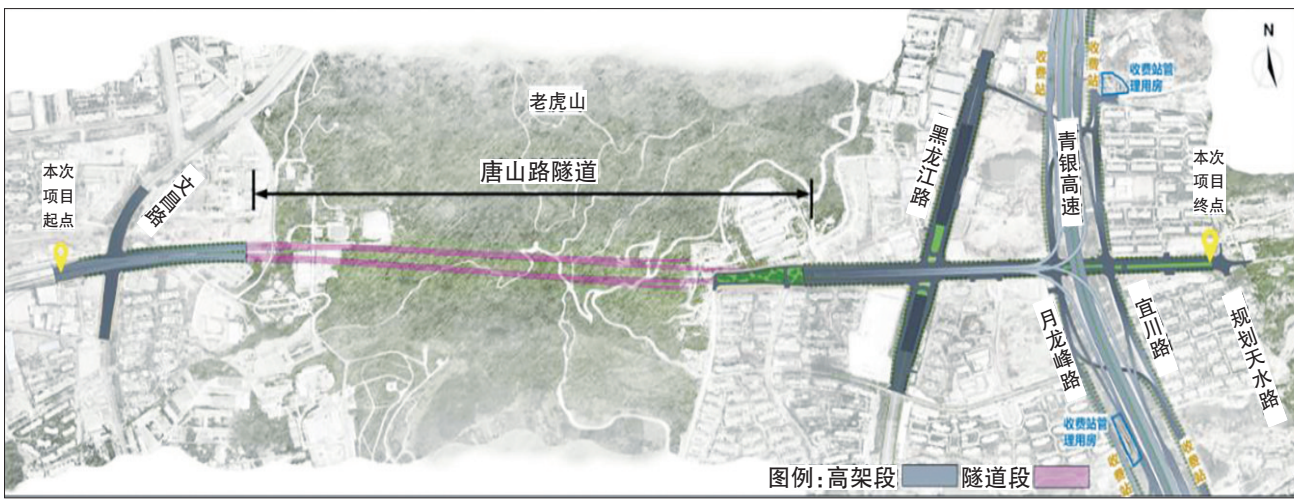 N
老虎山
收费站
收费站
收费站管
理用房
本次
项目
起点
文昌路
唐山路隧道
黑龙江路
青银高速
本次
项目
终点
月龙峰路
宜川路
规划天水路
收费站管
理用房
收费站
收费站
图例:高架段
隧道段